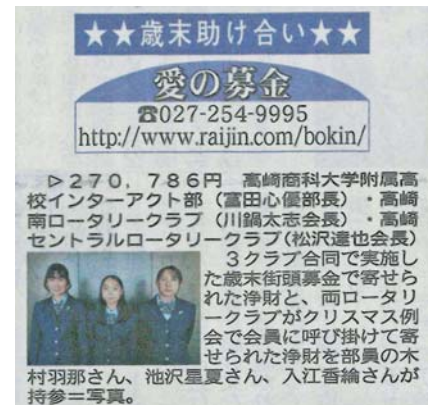 ★★歳末助け合い★★
愛の募金
☎027-254-9995
http://www.raijin.com/bokin/
▷270,786円 高崎商科大学附属高
校インターアクト部(富田心優部長)・高崎
南ロータリークラブ(川鍋太志会長)・高崎
セントラルロータリークラブ(松沢達也会長)
3クラブ合同で実施し
た歳末街頭募金で寄せら
れた浄財と、両ロータリ
ークラブがクリスマス例
会で会員に呼び掛けて寄
せられた浄財を部員の木
村羽那さん、池沢星夏さん、入江香綸さんが
持参=写真。